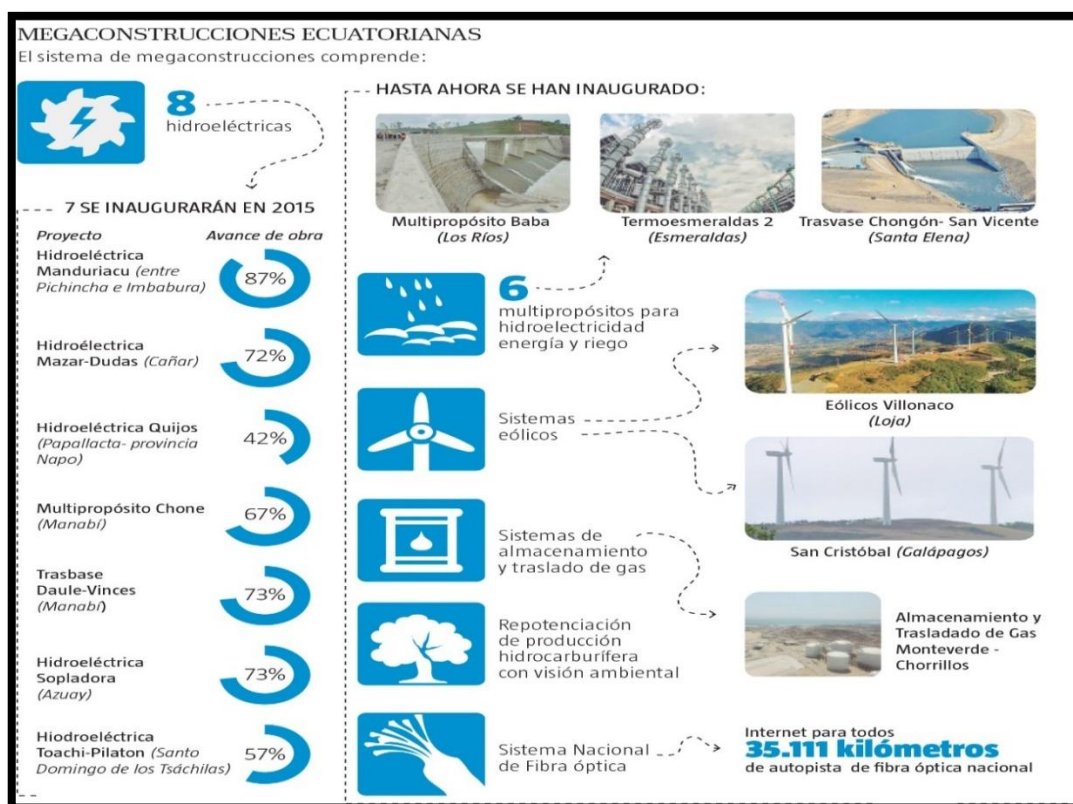 MEGACONSTRUCCIONES ECUATORIANAS
El sistema de megaconstrucciones comprende:
8
hidroeléctricas
7 SE INAUGURARÁN EN 2015
Proyecto
Avance de obra
Hidroeléctrica
Manduriacu (entre
Pichincha e Imbabura)
87%
Hidroélectrica
Mazar-Dudas (Cañar)
72%
Hidroeléctrica Quijos
(Papallacta- provincia
Napo)
42%
Multipropósito Chone
(Manabí)
67%
Trasbase
Daule-Vinces
(Manabí)
73%
Hidroeléctrica
Sopladora
(Azuay)
73%
Hiodroeléctrica
Toachi-Pilaton (Santo
Domingo de los Tsáchilas)
57%
HASTA AHORA SE HAN INAUGURADO:
Multipropósito Baba
(Los Ríos)
Termoesmeraldas 2
(Esmeraldas)
Trasvase Chongón- San Vicente
(Santa Elena)
6
multipropósitos para
hidroelectricidad
energía y riego
Sistemas
eólicos
Eólicos Villonaco
(Loja)
San Cristóbal (Galápagos)
Sistemas de
almacenamiento
y traslado de gas
Almacenamiento y
Trasladado de Gas
Monteverde -
Chorrillos
Repotenciación
de producción
hidrocarburífera
con visión ambiental
Sistema Nacional
de Fibra óptica
Internet para todos
35.111 kilómetros
de autopista de fibra óptica nacional